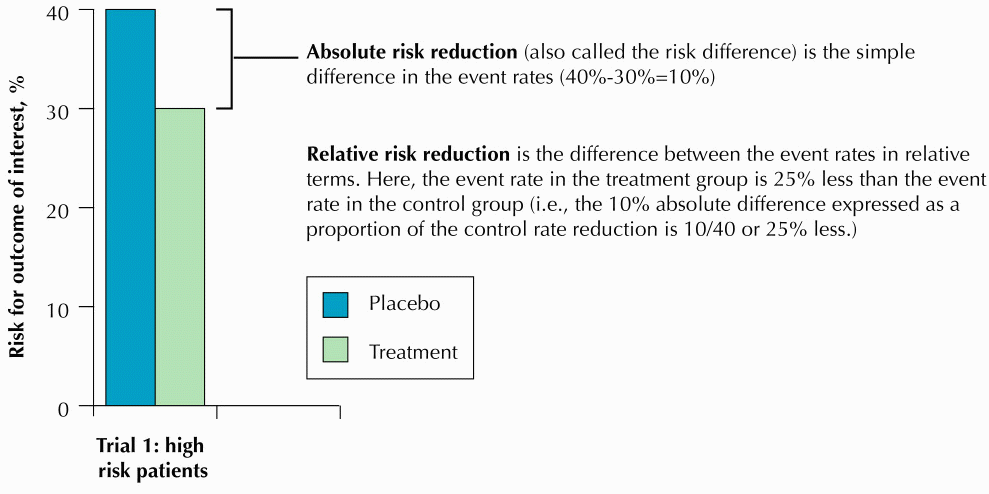 40
30
20
10
0
Risk for outcome of interest, %
Absolute risk reduction (also called the risk difference) is the simple
difference in the event rates (40%-30%=10%)
Relative risk reduction is the difference between the event rates in relative
terms. Here, the event rate in the treatment group is 25% less than the event
rate in the control group (i.e., the 10% absolute difference expressed as a
proportion of the control rate reduction is 10/40 or 25% less.)
Placebo
Treatment
Trial 1: high
risk patients